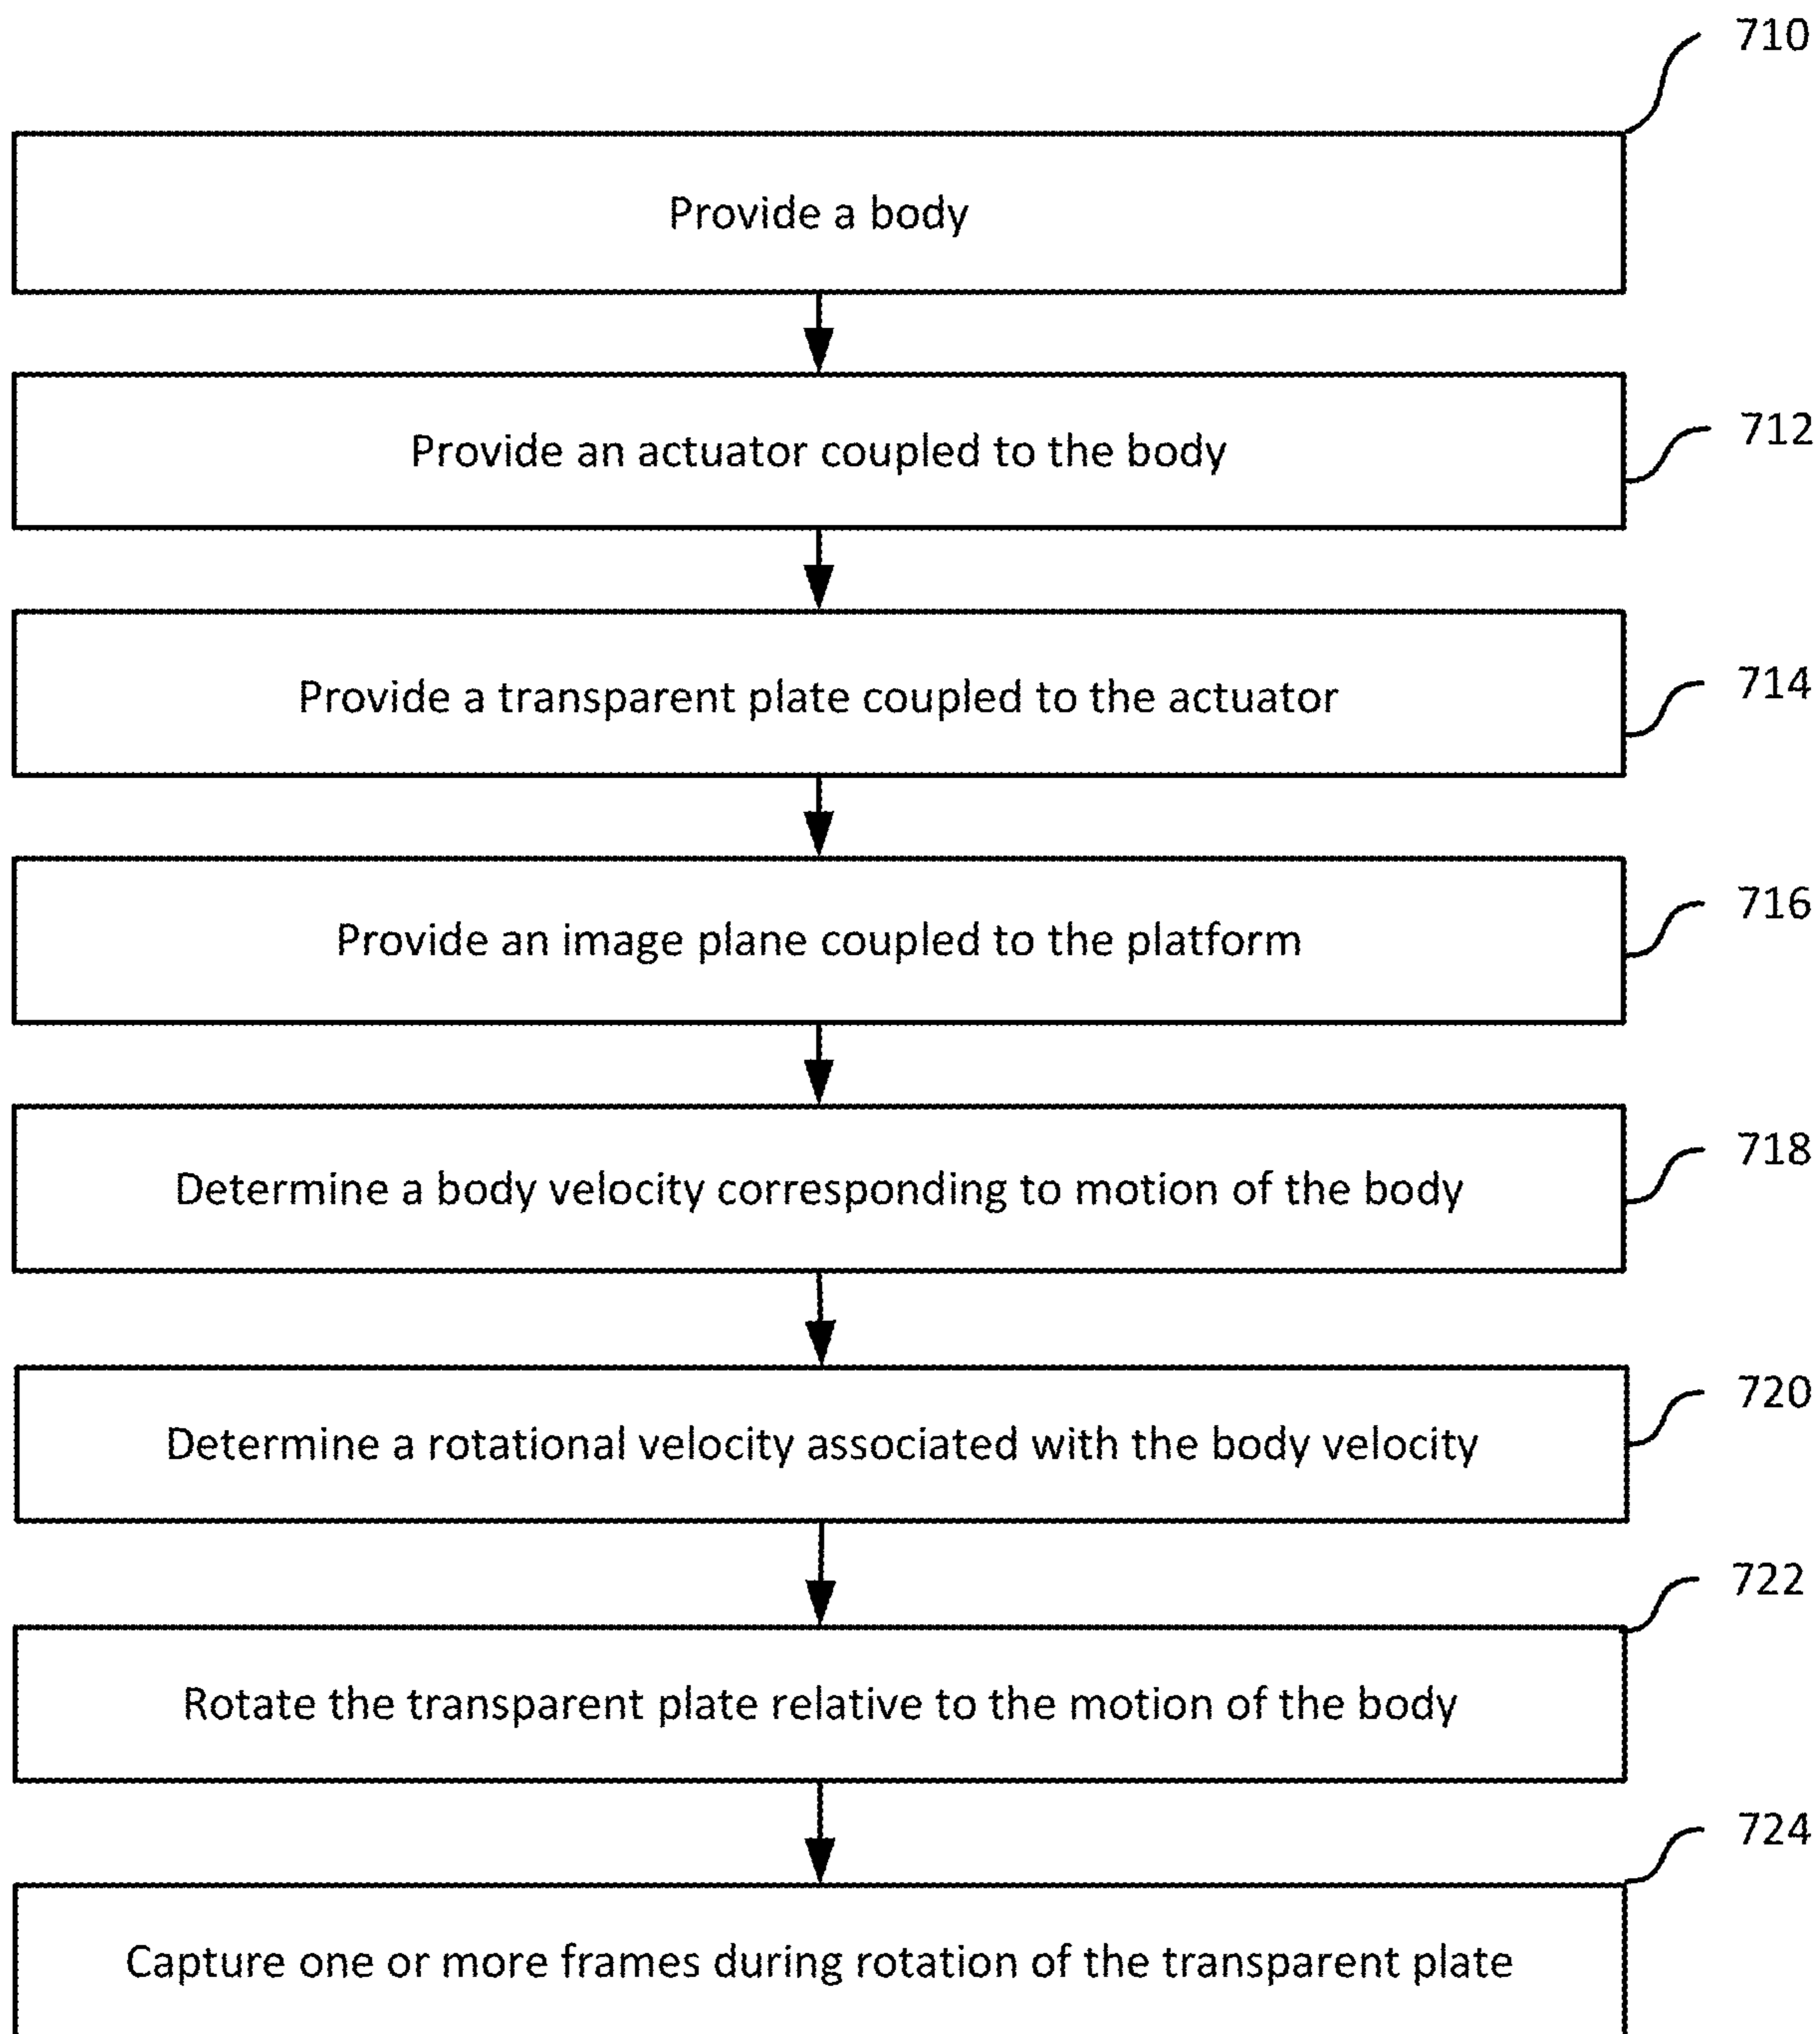 710
Provide a body
Provide an actuator coupled to the body
712
Provide a transparent plate coupled to the actuator
714
Provide an image plane coupled to the platform
716
Determine a body velocity corresponding to motion of the body
718
Determine a rotational velocity associated with the body velocity
720
722
Rotate the transparent plate relative to the motion of the body
724
Capture one or more frames during rotation of the transparent plate